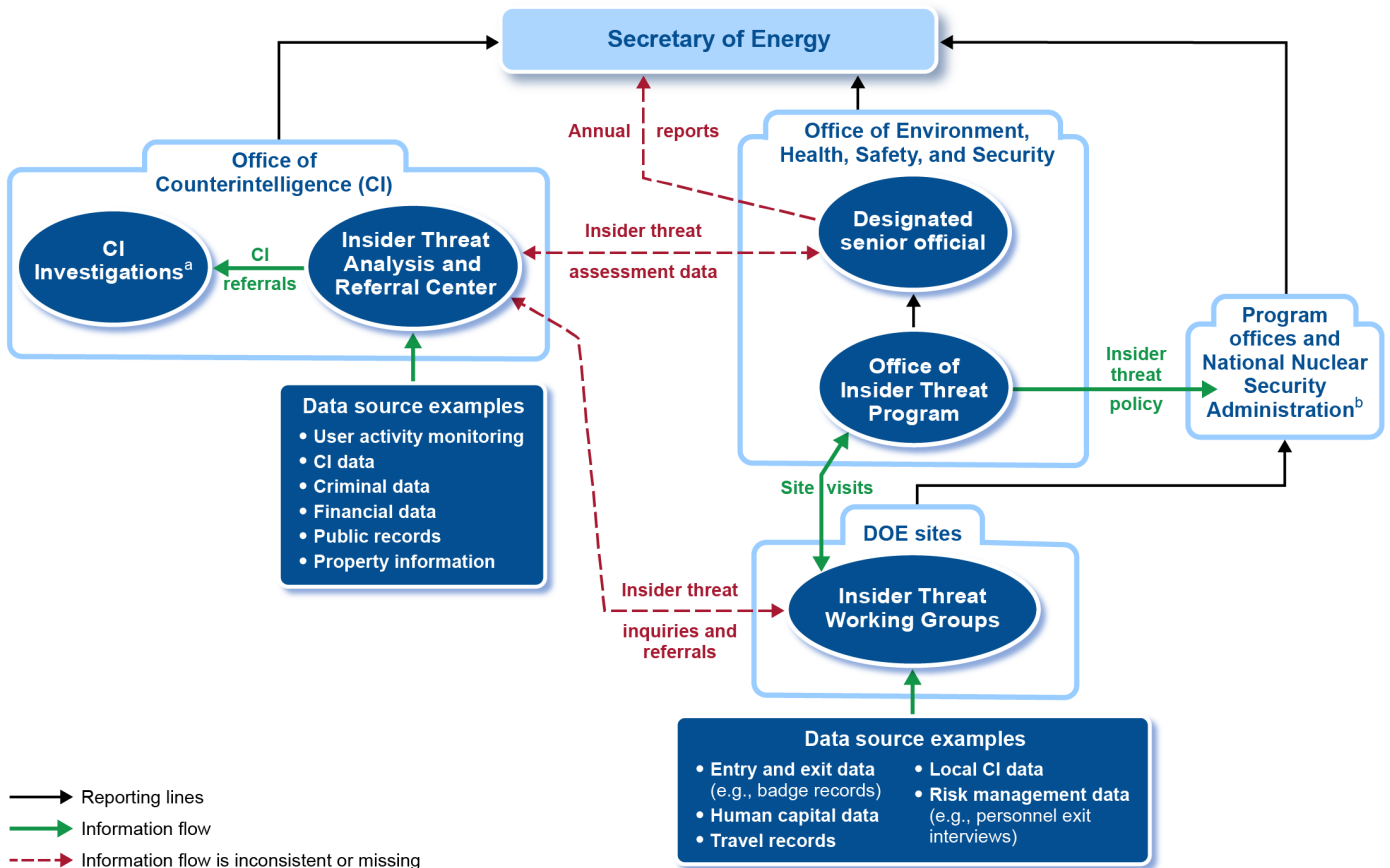 Secretary of Energy
Annual reports
Office of Environment,
Health, Safety, and Security
Office of
Counterintelligence (CI)
CI
Investigationsa
CI
referrals
Insider Threat
Analysis and
Referral Center
Insider threat
assessment data
Designated
senior official
Office of
Insider Threat
Program
Insider
threat
policy
Program
offices and
National Nuclear
Security
Administrationb
Data source examples
• User activity monitoring
• CI data
• Criminal data
• Financial data
• Public records
• Property information
Site visits
DOE sites
Insider Threat
Working Groups
Insider threat
inquiries and
referrals
Data source examples
• Entry and exit data
(e.g., badge records)
• Human capital data
• Travel records
• Local CI data
• Risk management data
(e.g., personnel exit
interviews)
Reporting lines
Information flow
Information flow is inconsistent or missing